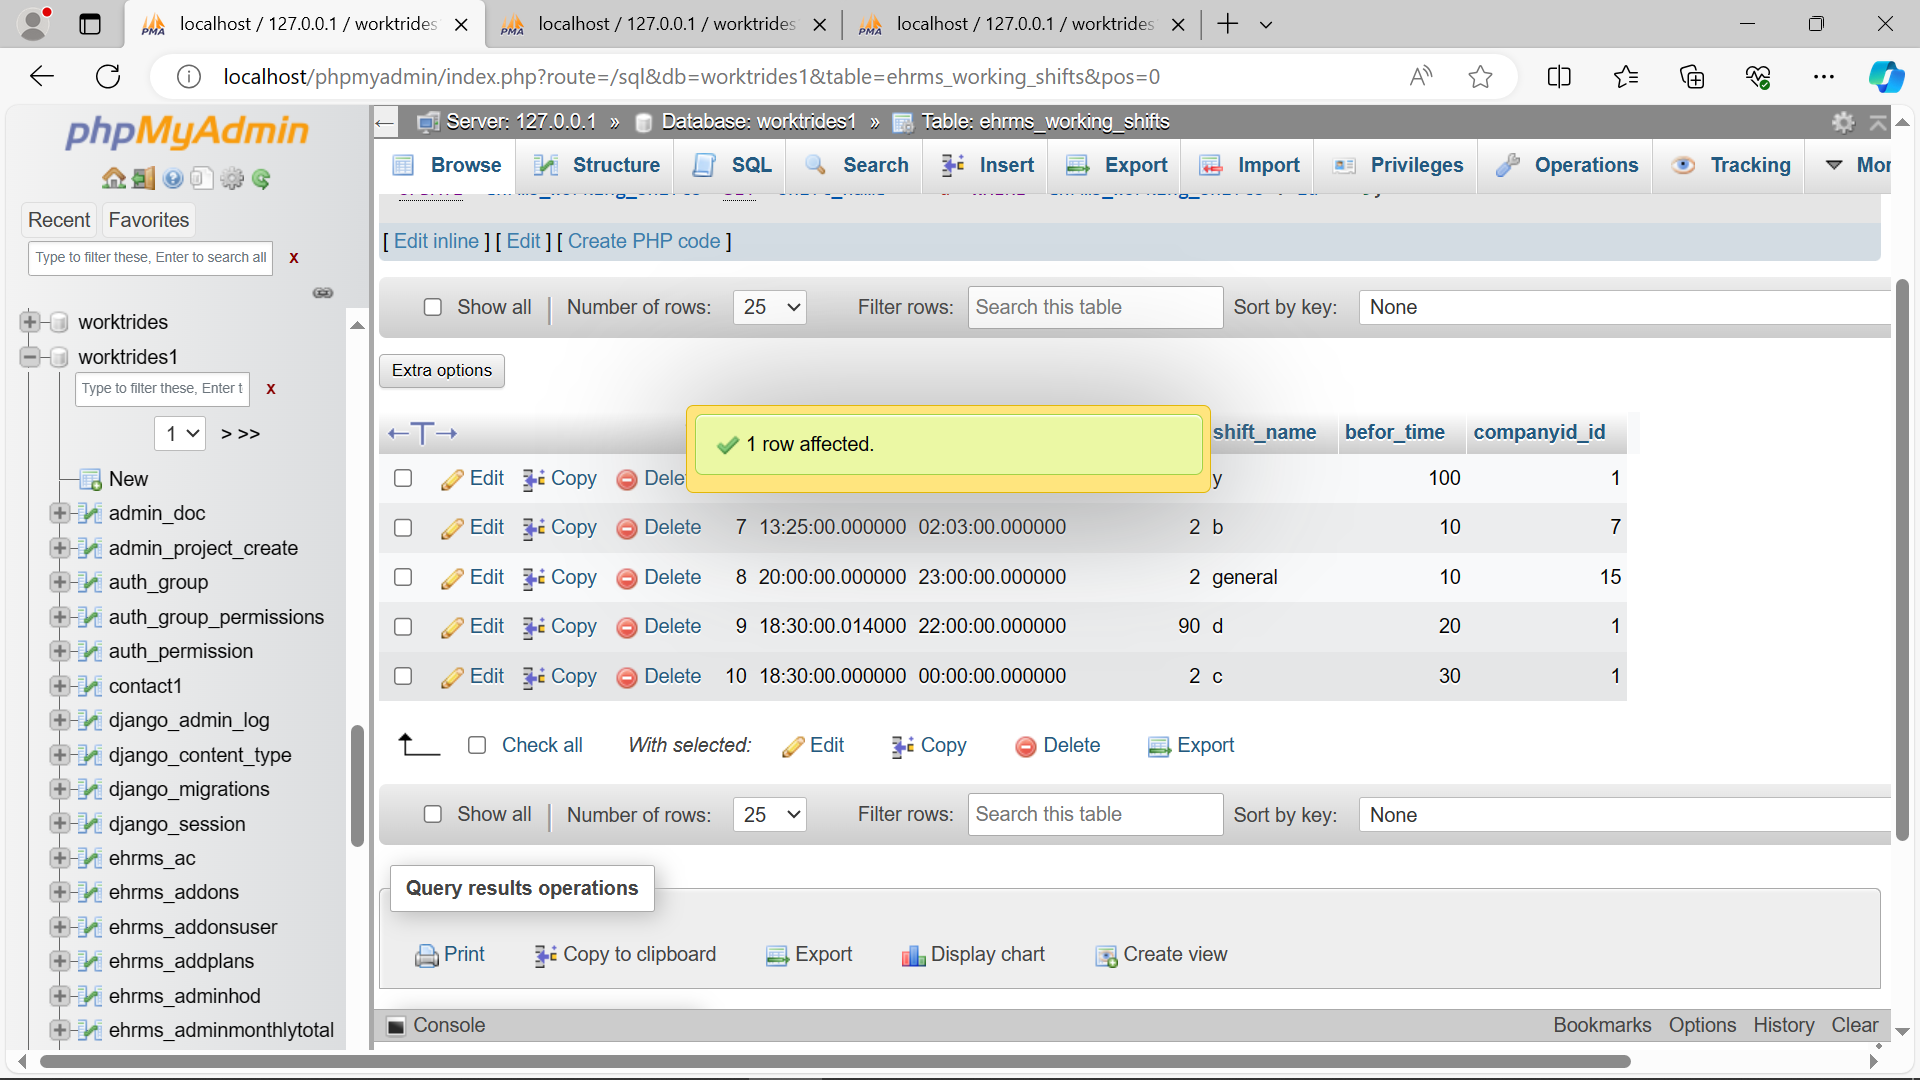 localhost / 127.0.0.1 / worktrides
localhost / 127.0.0.1 / worktrides
localhost / 127.0.0.1 / worktrides
localhost/phpmyadmin/index.php?route=/sql&db=worktrides1&table=ehrms_working_shifts&pos=0
phpMyAdmin
Recent Favorites
Type to filter these, Enter to search all x
worktrides
worktrides1
Type to filter these, Enter t x
1 > >>
New
admin_doc
admin_project_create
auth_group
auth_group_permissions
auth_permission
contact1
django_admin_log
django_content_type
django_migrations
django_session
ehrms_ac
ehrms_addons
ehrms_addonsuser
ehrms_addplans
ehrms_adminhod
ehrms_adminmonthlytotal
Server: 127.0.0.1 » Database: worktrides1 » Table: ehrms_working_shifts
Browse Structure SQL Search Insert Export Import Privileges Operations Tracking Mor
[ Edit inline ] [ Edit ] [ Create PHP code ]
Show all Number of rows: 25 Filter rows: Search this table Sort by key: None
Extra options
←T→ shift_name befor_time companyid_id
1 row affected.
Edit Copy Dele y 100 1
Edit Copy Delete 7 13:25:00.000000 02:03:00.000000 2 b 10 7
Edit Copy Delete 8 20:00:00.000000 23:00:00.000000 2 general 10 15
Edit Copy Delete 9 18:30:00.014000 22:00:00.000000 90 d 20 1
Edit Copy Delete 10 18:30:00.000000 00:00:00.000000 2 c 30 1
Check all With selected: Edit Copy Delete Export
Show all Number of rows: 25 Filter rows: Search this table Sort by key: None
Query results operations
Print Copy to clipboard Export Display chart Create view
Console Bookmarks Options History Clear